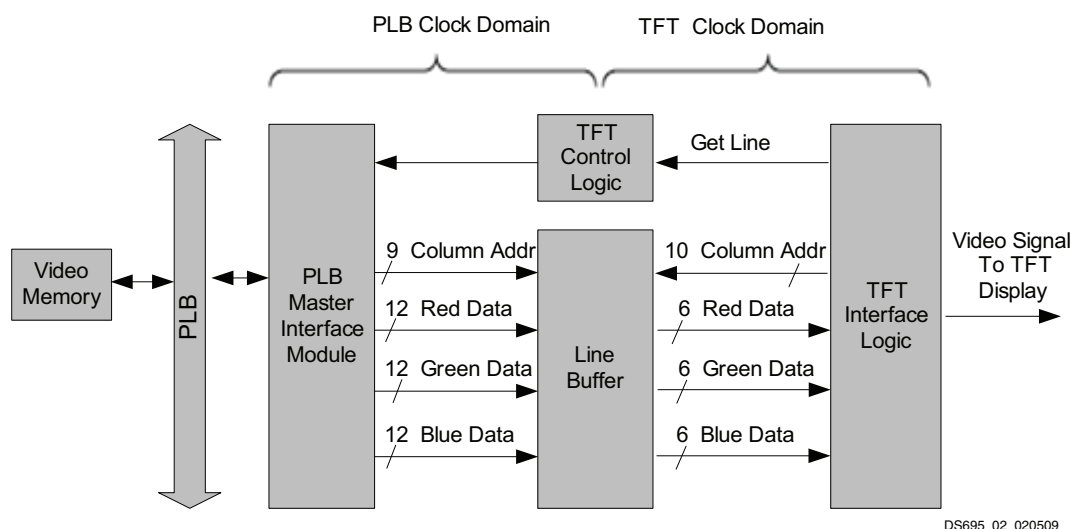 PLB Clock Domain
TFT Clock Domain
TFT
Control
Logic
Get Line
Video
Memory
PLB
PLB
Master
Interface
Module
9 Column Addr
12 Red Data
12 Green Data
12 Blue Data
Line
Buffer
10 Column Addr
6 Red Data
6 Green Data
6 Blue Data
TFT
Interface
Logic
Video Signal
To TFT
Display
DS695_02_020509